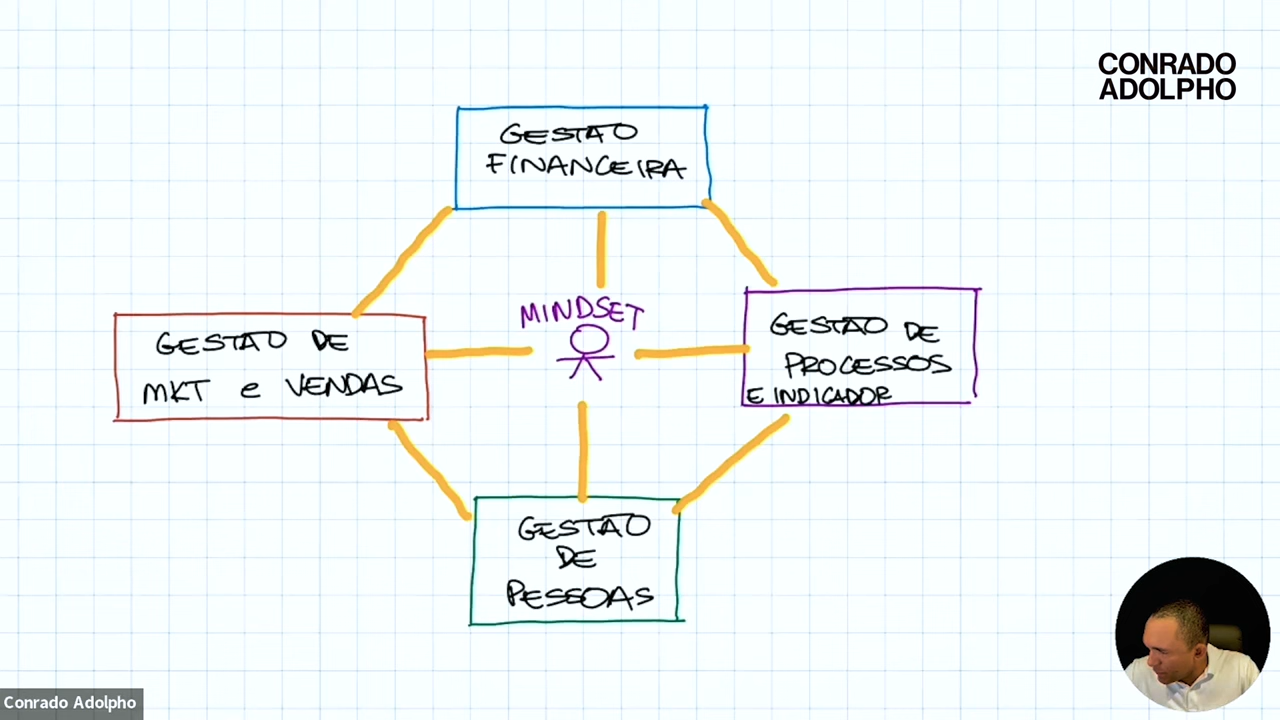 CONRADO
ADOLPHO
GESTÃO
FINANCEIRA
MINDSET
GESTÃO DE
MKT e VENDAS
GESTÃO DE
PROCESSOS
E INDICADOR
GESTÃO
DE
PESSOAS
Conrado Adolpho